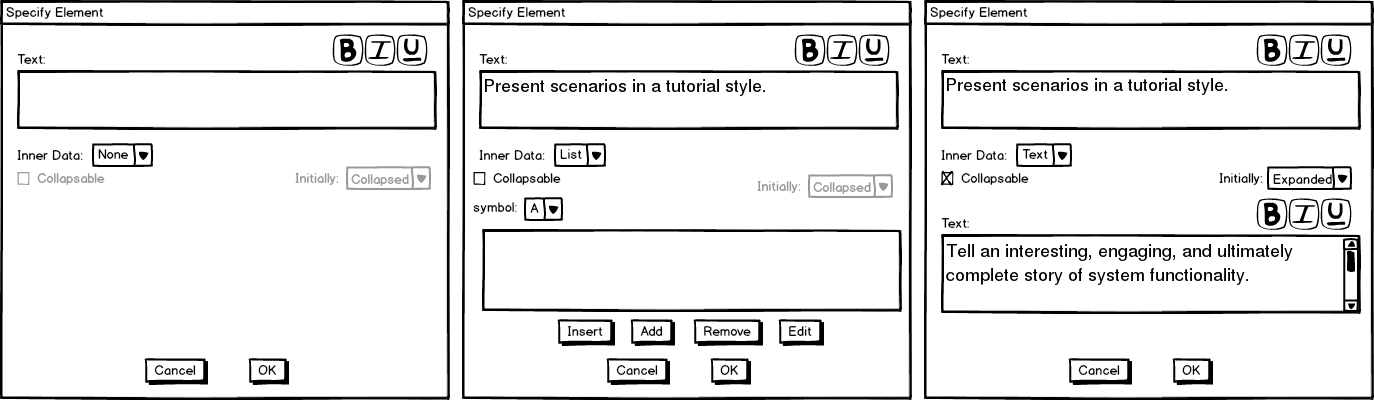 Specify Element
B I U
Text:
Inner Data: None
Collapsable Initially: Collapsed
Cancel OK
Specify Element
B I U
Text:
Present scenarios in a tutorial style.
Inner Data: List
Collapsable Initially: Collapsed
symbol: A
Insert Add Remove Edit
Cancel OK
Specify Element
B I U
Text:
Present scenarios in a tutorial style.
Inner Data: Text
Collapsable Initially: Expanded
B I U
Text:
Tell an interesting, engaging, and ultimately
complete story of system functionality.
Cancel OK